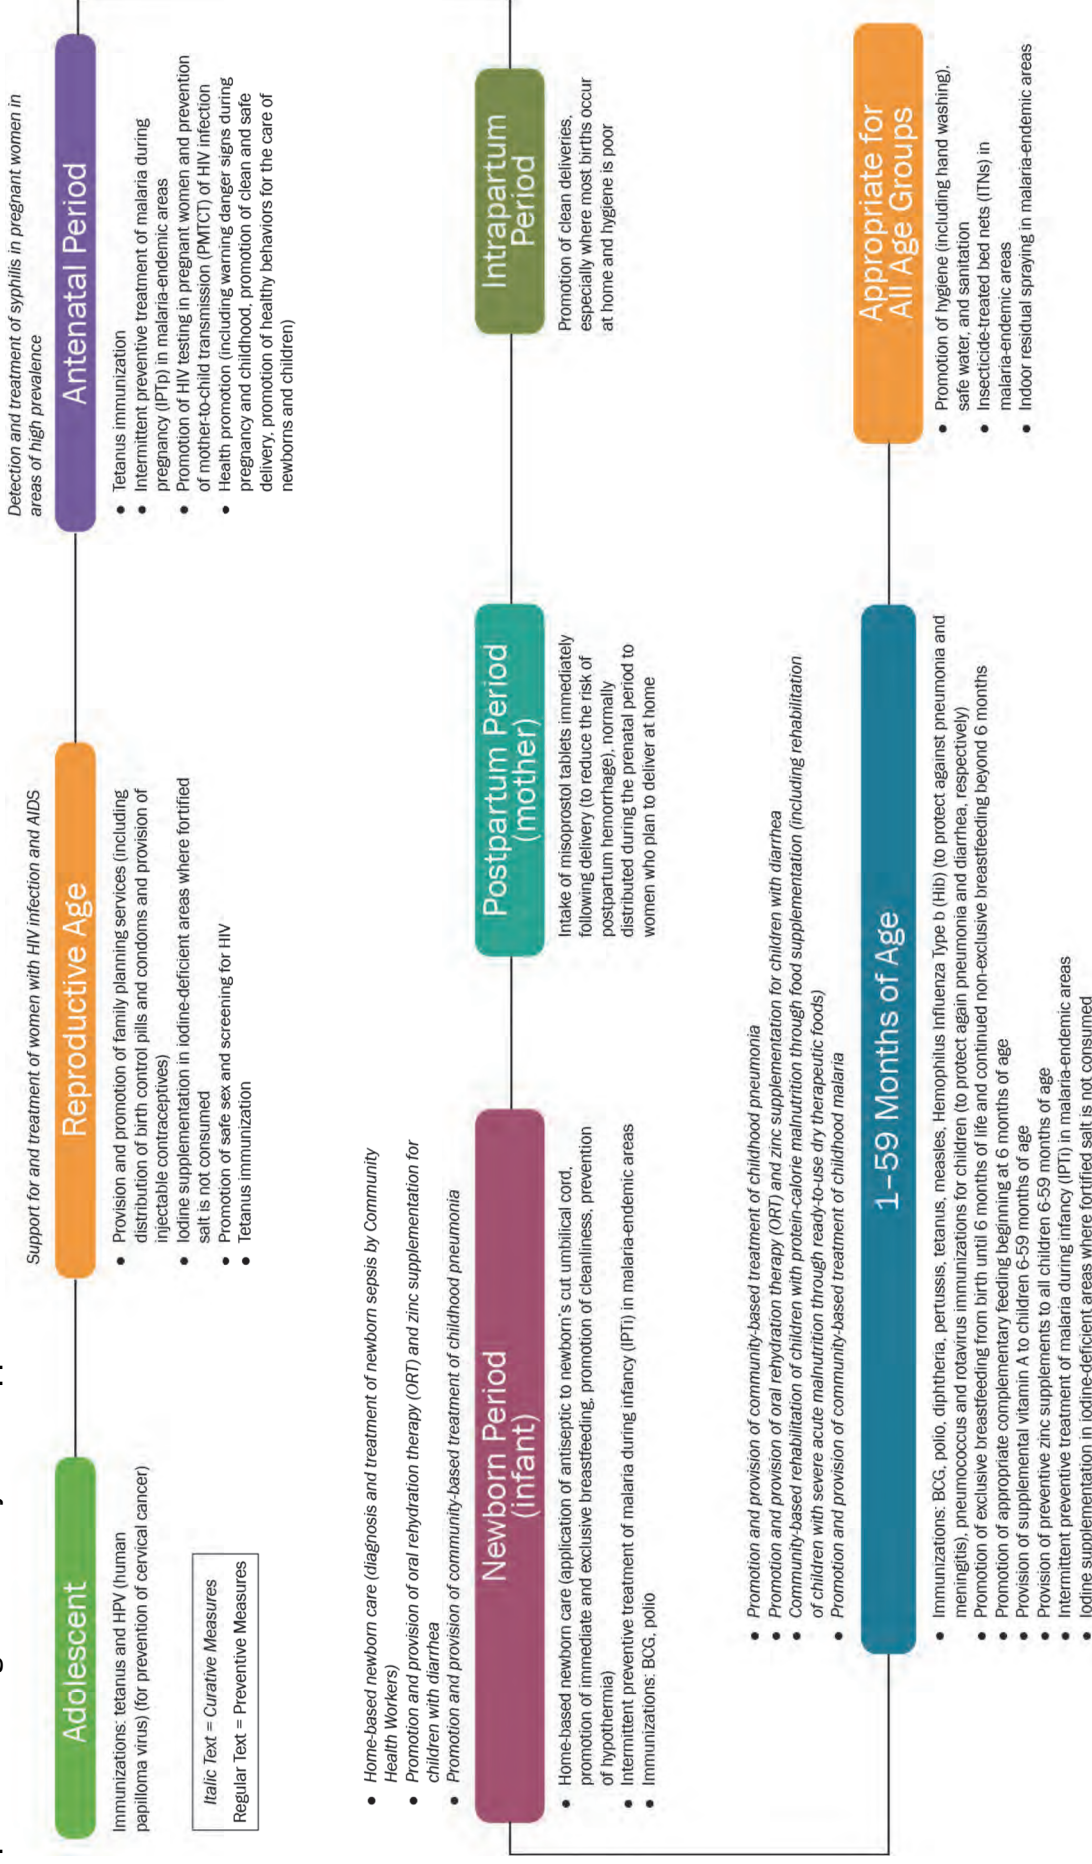 Detection and treatment of syphilis in pregnant women in
areas of high prevalence
Support for and treatment of women with HIV infection and AIDS
Adolescent
Reproductive Age
Antenatal Period
Immunizations: tetanus and HPV (human
papilloma virus) (for prevention of cervical cancer)
Italic Text = Curative Measures
Regular Text = Preventive Measures
• Provision and promotion of family planning services (including
distribution of birth control pills and condoms and provision of
injectable contraceptives)
• Iodine supplementation in iodine-deficient areas where fortified
salt is not consumed
• Promotion of safe sex and screening for HIV
• Tetanus immunization
• Tetanus immunization
• Intermittent preventive treatment of malaria during
pregnancy (IPTp) in malaria-endemic areas
• Promotion of HIV testing in pregnant women and prevention
of mother-to-child transmission (PMTCT) of HIV infection
• Health promotion (including warning danger signs during
pregnancy and childhood, promotion of clean and safe
delivery, promotion of healthy behaviors for the care of
newborns and children)
• Home-based newborn care (diagnosis and treatment of newborn sepsis by Community
Health Workers)
• Promotion and provision of oral rehydration therapy (ORT) and zinc supplementation for
children with diarrhea
• Promotion and provision of community-based treatment of childhood pneumonia
Newborn Period
(infant)
Postpartum Period
(mother)
Intrapartum
Period
• Home-based newborn care (application of antiseptic to newborn's cut umbilical cord,
promotion of immediate and exclusive breastfeeding, promotion of cleanliness, prevention
of hypothermia)
• Intermittent preventive treatment of malaria during infancy (IPTi) in malaria-endemic areas
• Immunizations: BCG, polio
Intake of misoprostol tablets immediately
following delivery (to reduce the risk of
postpartum hemorrhage), normally
distributed during the prenatal period to
women who plan to deliver at home
Promotion of clean deliveries,
especially where most births occur
at home and hygiene is poor
• Promotion and provision of community-based treatment of childhood pneumonia
• Promotion and provision of oral rehydration therapy (ORT) and zinc supplementation for children with diarrhea
• Community-based rehabilitation of children with protein-calorie malnutrition through food supplementation (including rehabilitation
of children with severe acute malnutrition through ready-to-use dry therapeutic foods)
• Promotion and provision of community-based treatment of childhood malaria
1–59 Months of Age
Appropriate for
All Age Groups
• Immunizations: BCG, polio, diphtheria, pertussis, tetanus, measles, Hemophilus Influenza Type b (Hib) (to protect against pneumonia and
meningitis), pneumococcus and rotavirus immunizations for children (to protect again pneumonia and diarrhea, respectively)
• Promotion of exclusive breastfeeding from birth until 6 months of life and continued non-exclusive breastfeeding beyond 6 months
• Promotion of appropriate complementary feeding beginning at 6 months of age
• Provision of supplemental vitamin A to children 6-59 months of age
• Provision of preventive zinc supplements to all children 6-59 months of age
• Intermittent preventive treatment of malaria during infancy (IPTi) in malaria-endemic areas
• Iodine supplementation in iodine-deficient areas where fortified salt is not consumed
• Promotion of hygiene (including hand washing),
safe water, and sanitation
• Insecticide-treated bed nets (ITNs) in
malaria-endemic areas
• Indoor residual spraying in malaria-endemic areas